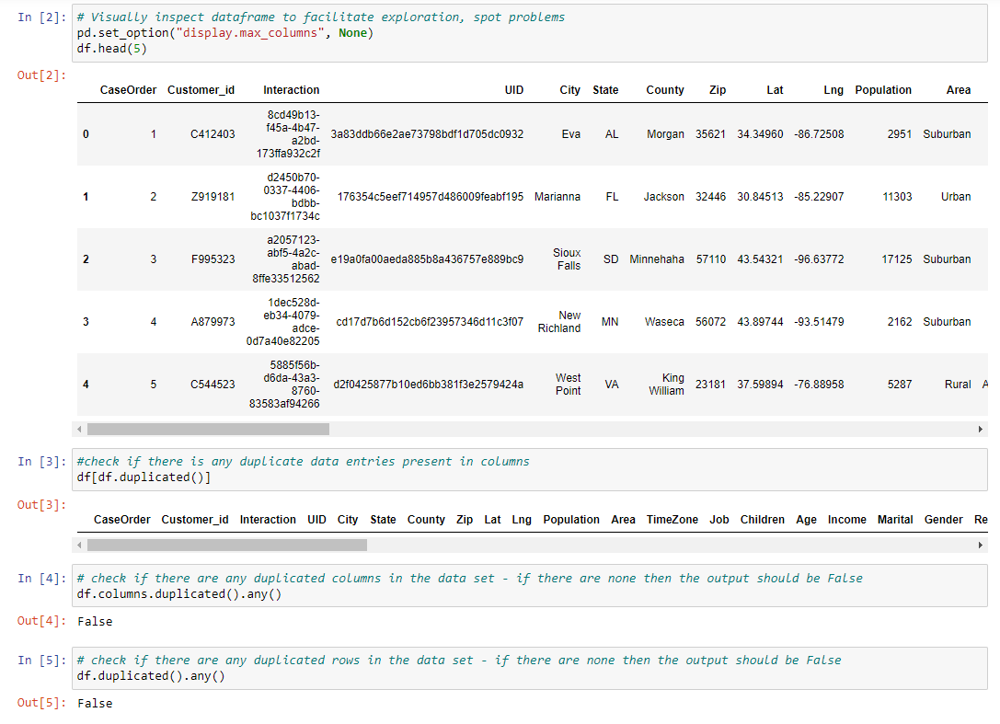 In [2]: # Visually inspect dataframe to facilitate exploration, spot problems
pd.set_option("display.max_columns", None)
df.head(5)
Out[2]:
CaseOrder Customer_id Interaction UID City State County Zip Lat Lng Population Area
0 1 C412403 8cd49b13-f45a-4b47-a2bd-173ffa932c2f 3a83ddb66e2ae73798bdf1d705dc0932 Eva AL Morgan 35621 34.34960 -86.72508 2951 Suburban
1 2 Z919181 d2450b70-0337-4406-bdbb-bc1037f1734c 176354c5eef714957d486009feabf195 Marianna FL Jackson 32446 30.84513 -85.22907 11303 Urban
2 3 F995323 a2057123-abf5-4a2c-abad-8ffe33512562 e19a0fa00aeda885b8a436757e889bc9 Sioux Falls SD Minnehaha 57110 43.54321 -96.63772 17125 Suburban
3 4 A879973 1dec528d-eb34-4079-adce-0d7a40e82205 cd17d7b6d152cb6f23957346d11c3f07 New Richland MN Waseca 56072 43.89744 -93.51479 2162 Suburban
4 5 C544523 5885f56b-d6da-43a3-8760-83583af94266 d2f0425877b10ed6bb381f3e2579424a West Point VA King William 23181 37.59894 -76.88958 5287 Rural A
In [3]: #check if there is any duplicate data entries present in columns
df[df.duplicated()]
Out[3]:
CaseOrder Customer_id Interaction UID City State County Zip Lat Lng Population Area TimeZone Job Children Age Income Marital Gender Re
In [4]: # check if there are any duplicated columns in the data set - if there are none then the output should be False
df.columns.duplicated().any()
Out[4]: False
In [5]: # check if there are any duplicated rows in the data set - if there are none then the output should be False
df.duplicated().any()
Out[5]: False